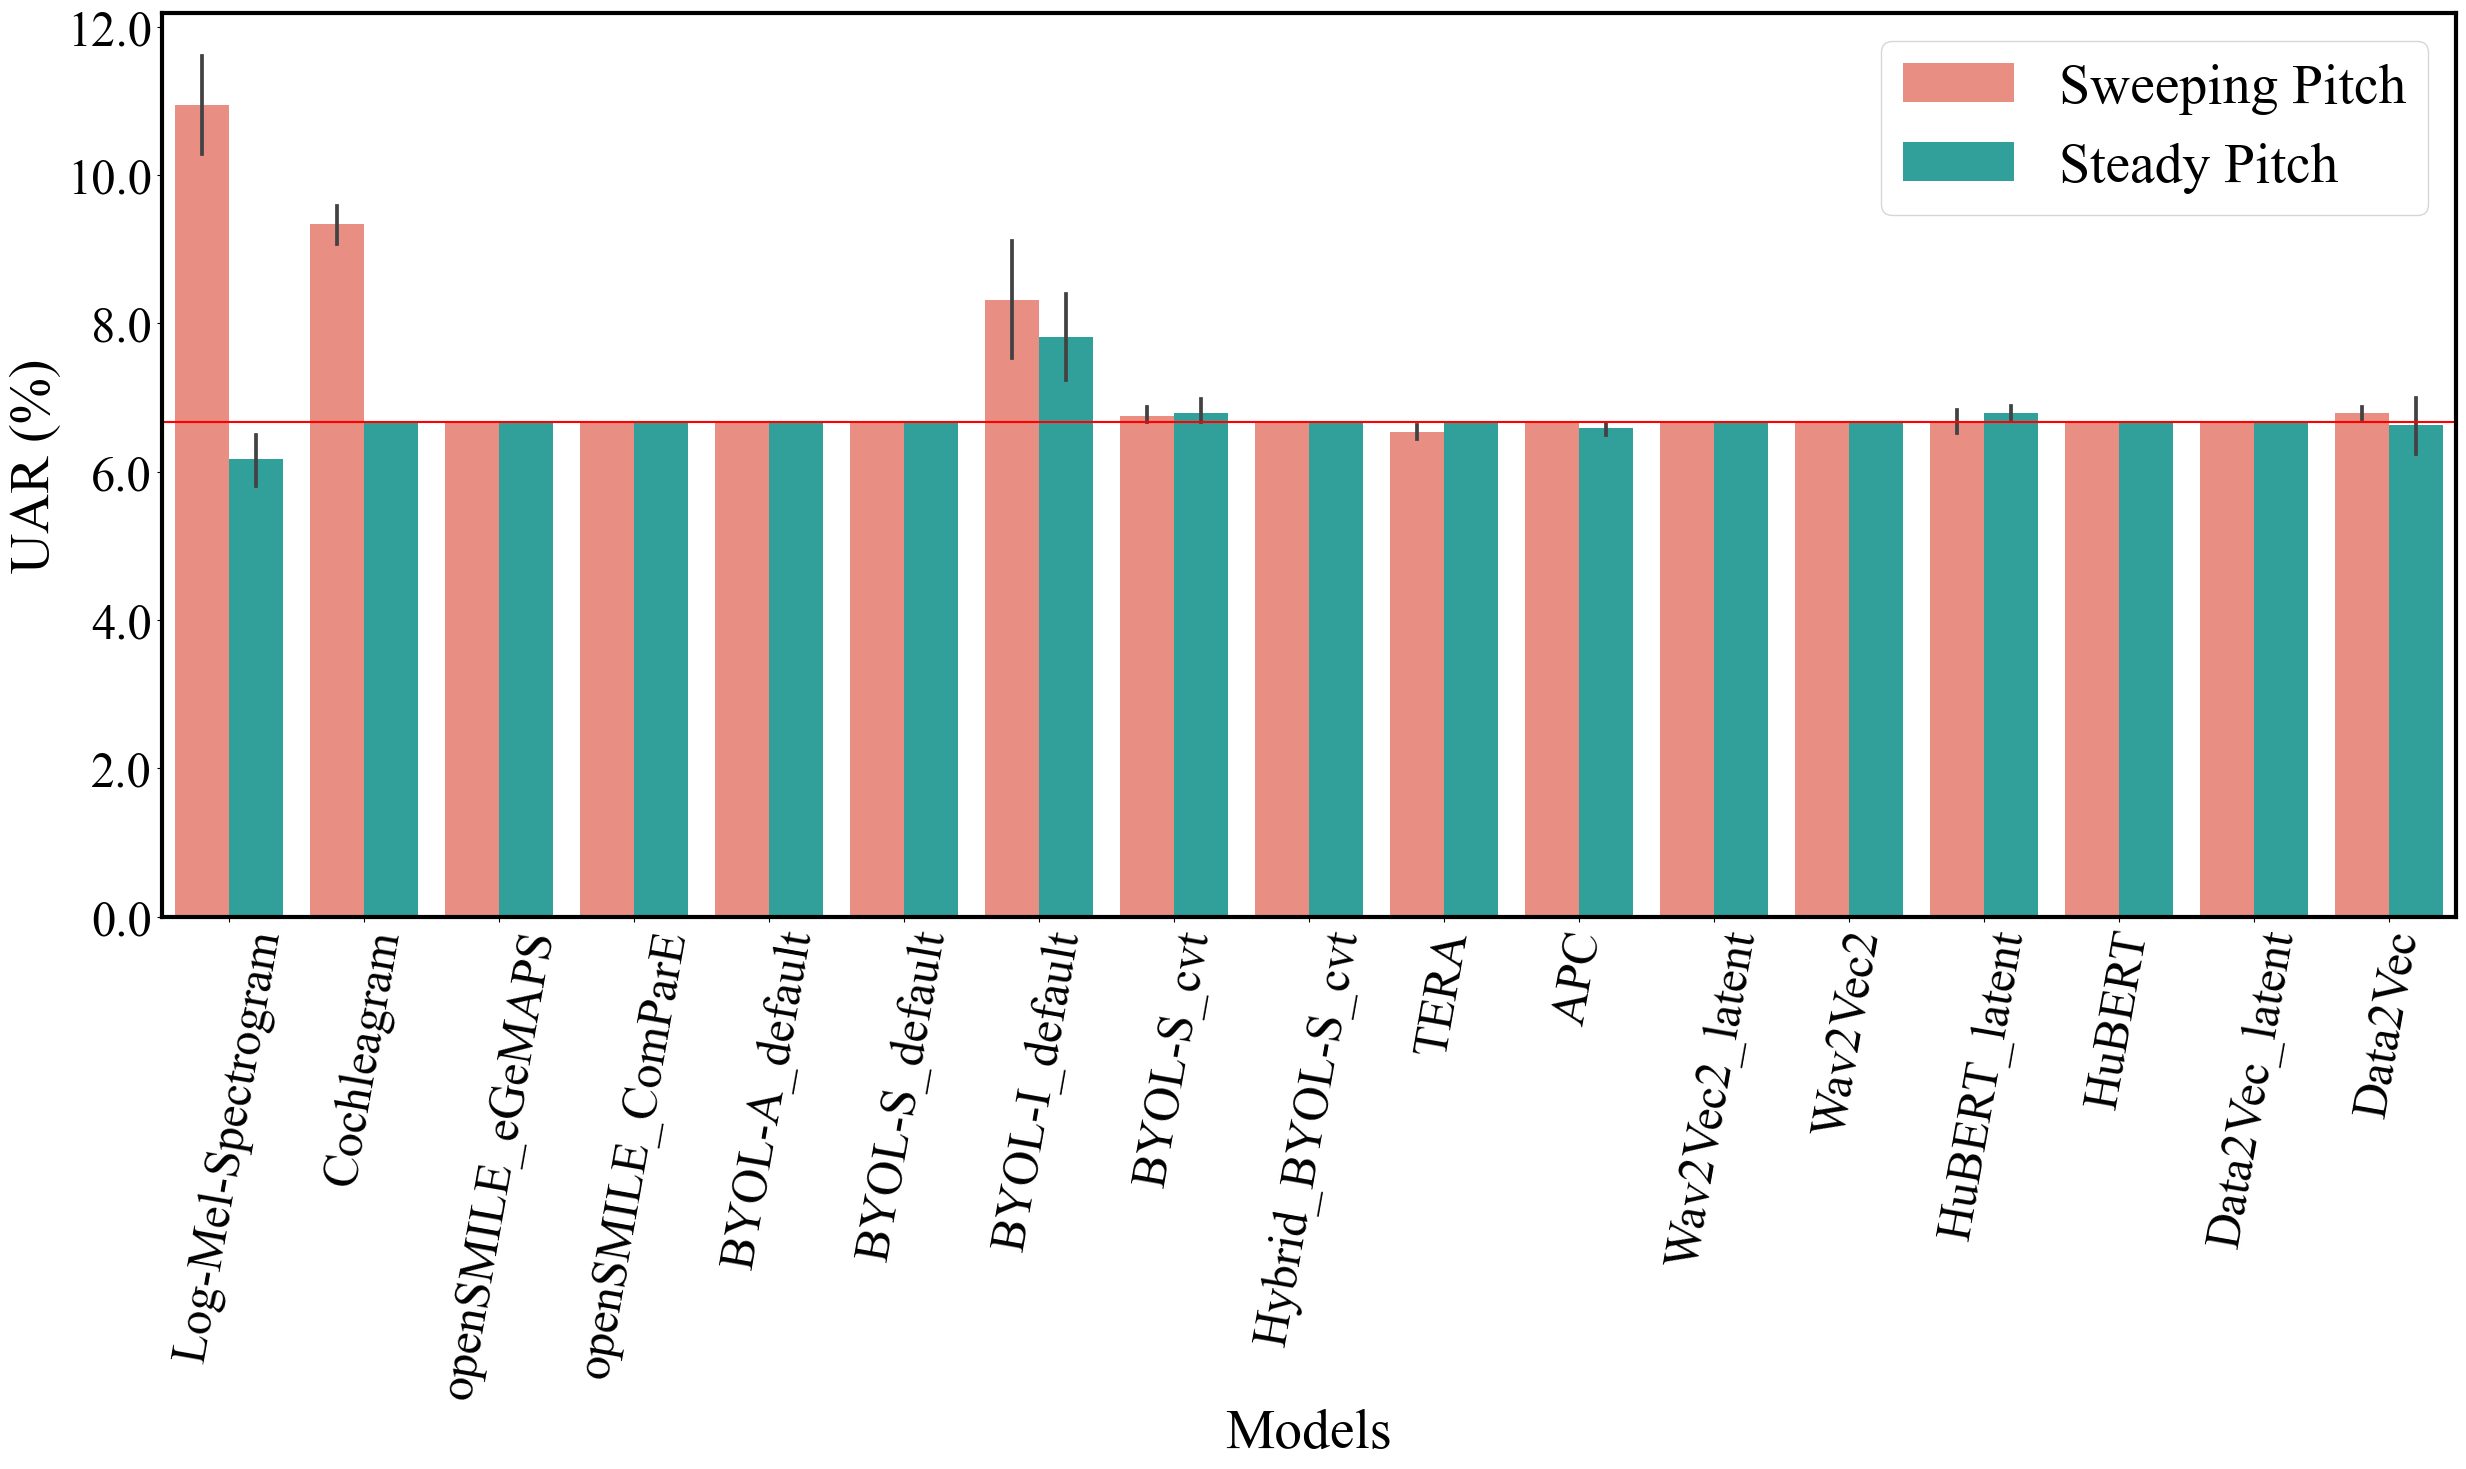 Sweeping Pitch
Steady Pitch
UAR (%)
12.0
10.0
8.0
6.0
4.0
2.0
0.0
Log-Mel-Spectrogram
Cochleagram
openSMILE_eGeMAPS
openSMILE_ComParE
BYOL-A_default
BYOL-S_default
BYOL-I_default
BYOL-S_cvt
Hybrid_BYOL-S_cvt
TERA
APC
Wav2Vec2_latent
Wav2Vec2
HuBERT_latent
HuBERT
Data2Vec_latent
Data2Vec
Models